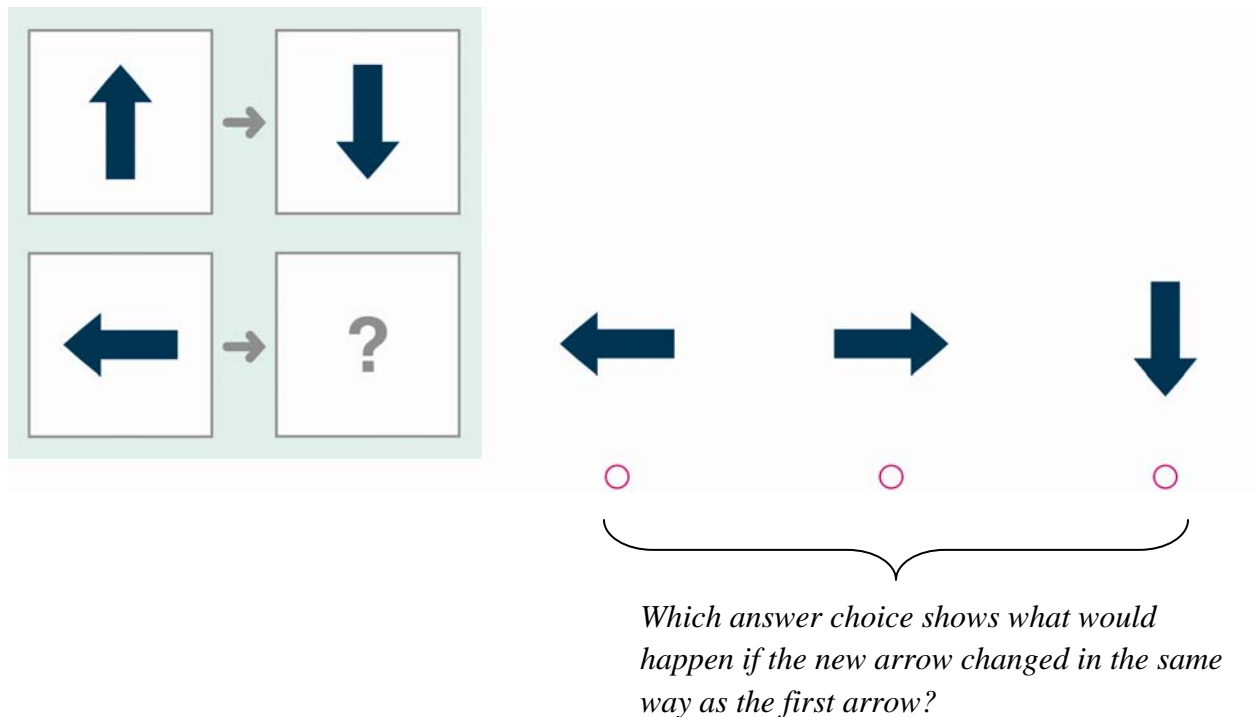 ?
Which answer choice shows what would
happen if the new arrow changed in the same
way as the first arrow?